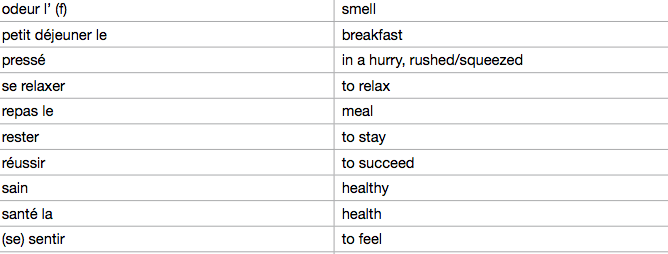 odeur l’ (f) smell
petit déjeuner le breakfast
pressé in a hurry, rushed/squeezed
se relaxer to relax
repas le meal
rester to stay
réussir to succeed
sain healthy
santé la health
(se) sentir to feel